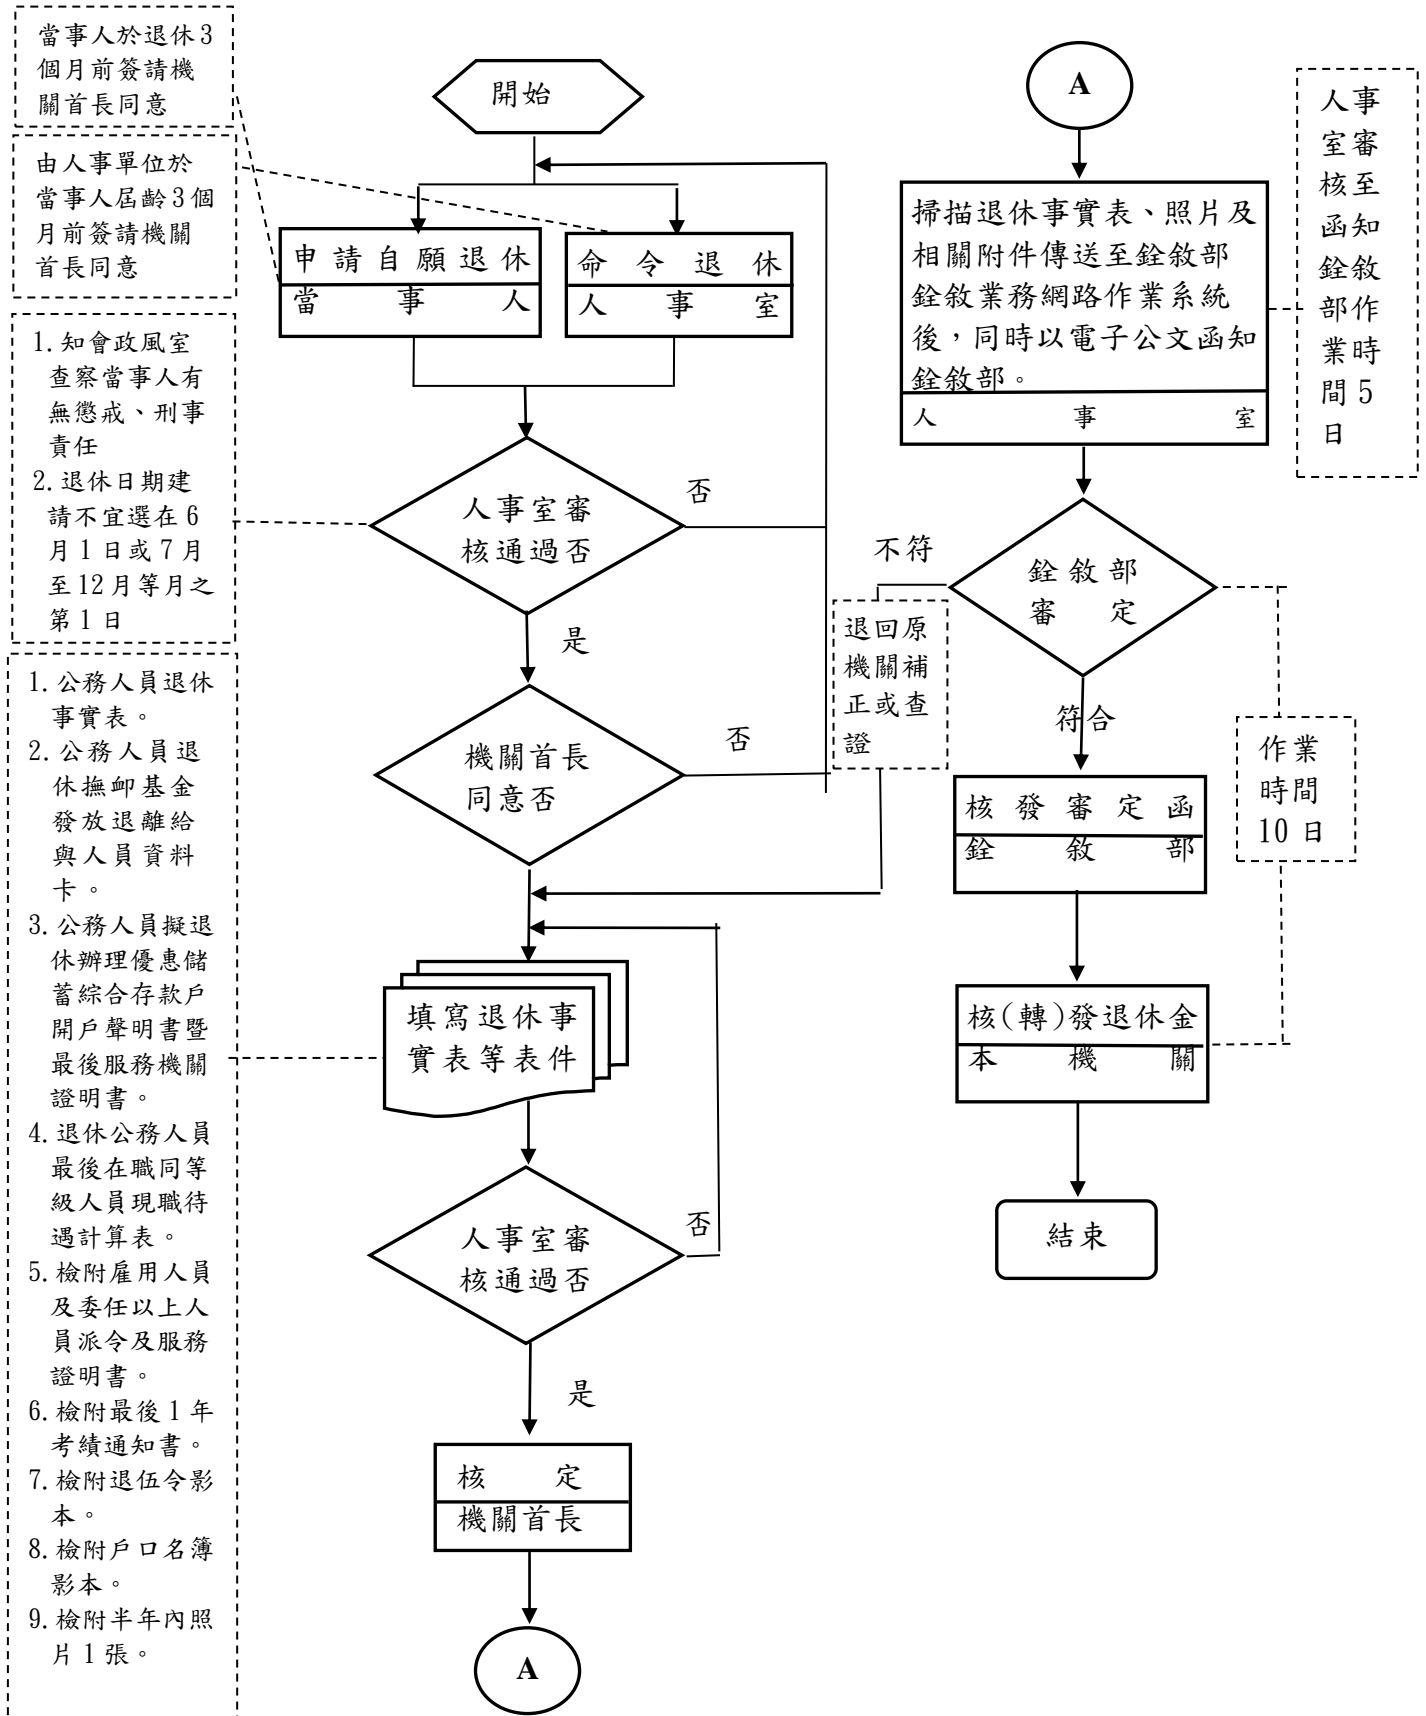 當事人於退休3
個月前簽請機
關首長同意
由人事單位於
當事人屆齡3個
月前簽請機關
首長同意
1.知會政風室
查察當事人有
無懲戒、刑事
責任
2.退休日期建
請不宜選在6
月1日或7月
至12月等月之
第1日
1.公務人員退休
事實表。
2.公務人員退
休撫卹基金
發放退離給
與人員資料
卡。
3.公務人員擬退
休辦理優惠儲
蓄綜合存款戶
開戶聲明書暨
最後服務機關
證明書。
4.退休公務人員
最後在職同等
級人員現職待
遇計算表。
5.檢附雇用人員
及委任以上人
員派令及服務
證明書。
6.檢附最後1年
考績通知書。
7.檢附退伍令影
本。
8.檢附戶口名簿
影本。
9.檢附半年內照
片1張。
開始
申請自願退休
當事人
命令退休
人事室
人事室審
核通過否
否
是
機關首長
同意否
否
填寫退休事
實表等表件
人事室審
核通過否
否
是
核定
機關首長
A
A
掃描退休事實表、照片及
相關附件傳送至銓敘部
銓敘業務網路作業系統
後，同時以電子公文函知
銓敘部。
人事室
人事
室審
核至
函知
銓敘
部作
業時
間5
日
銓敘部
審定
不符
退回原
機關補
正或查
證
符合
作業
時間
10日
核發審定函
銓敘部
核(轉)發退休金
本機關
結束